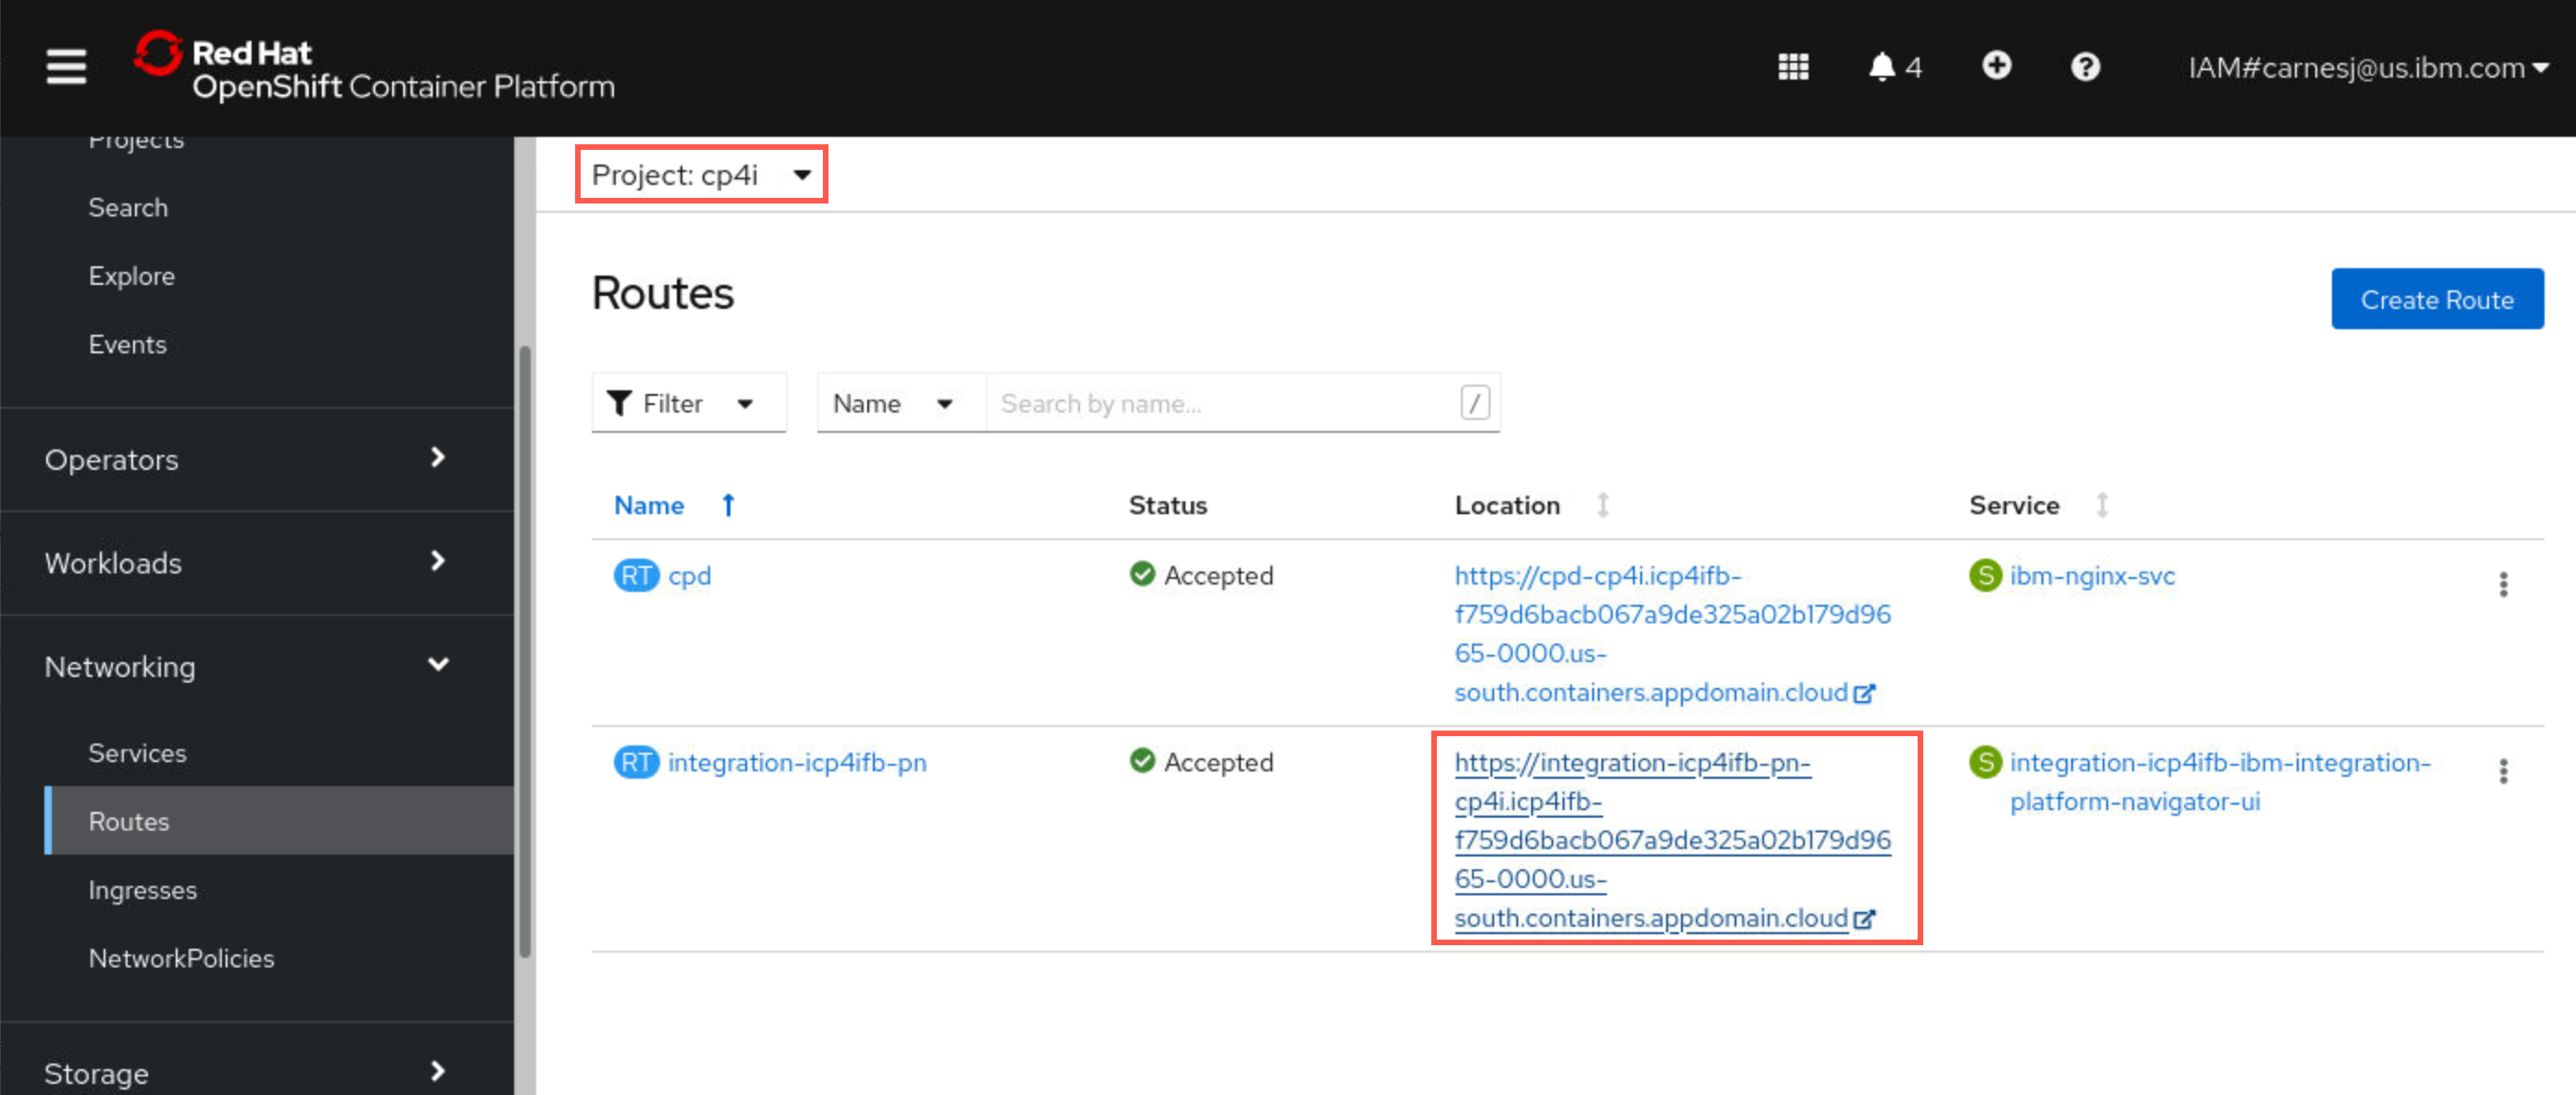 Red Hat
OpenShift Container Platform
4
IAM#carnesj@us.ibm.com
Projects
Search
Explore
Events
Operators
Workloads
Networking
Services
Routes
Ingresses
NetworkPolicies
Storage
Project: cp4i
Routes
Create Route
Filter
Name
Search by name...
/
Name
Status
Location
Service
RT cpd
Accepted
https://cpd-cp4i.icp4ifb-
f759d6bacb067a9de325a02b179d96
65-0000.us-
south.containers.appdomain.cloud
S ibm-nginx-svc
RT integration-icp4ifb-pn
Accepted
https://integration-icp4ifb-pn-
cp4i.icp4ifb-
f759d6bacb067a9de325a02b179d96
65-0000.us-
south.containers.appdomain.cloud
S integration-icp4ifb-ibm-integration-
platform-navigator-ui